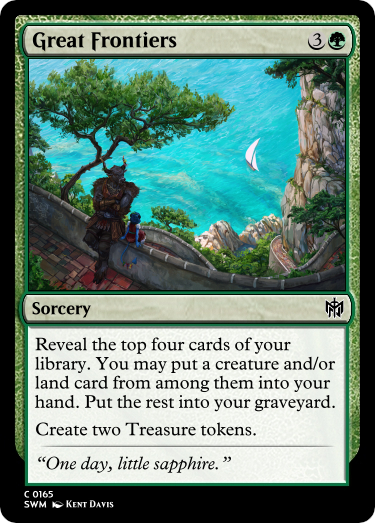 Great Frontiers 3
Sorcery
Reveal the top four cards of your
library. You may put a creature and/or
land card from among them into your
hand. Put the rest into your graveyard.
Create two Treasure tokens.
“One day, little sapphire.”
C 0165
SWM Kent Davis